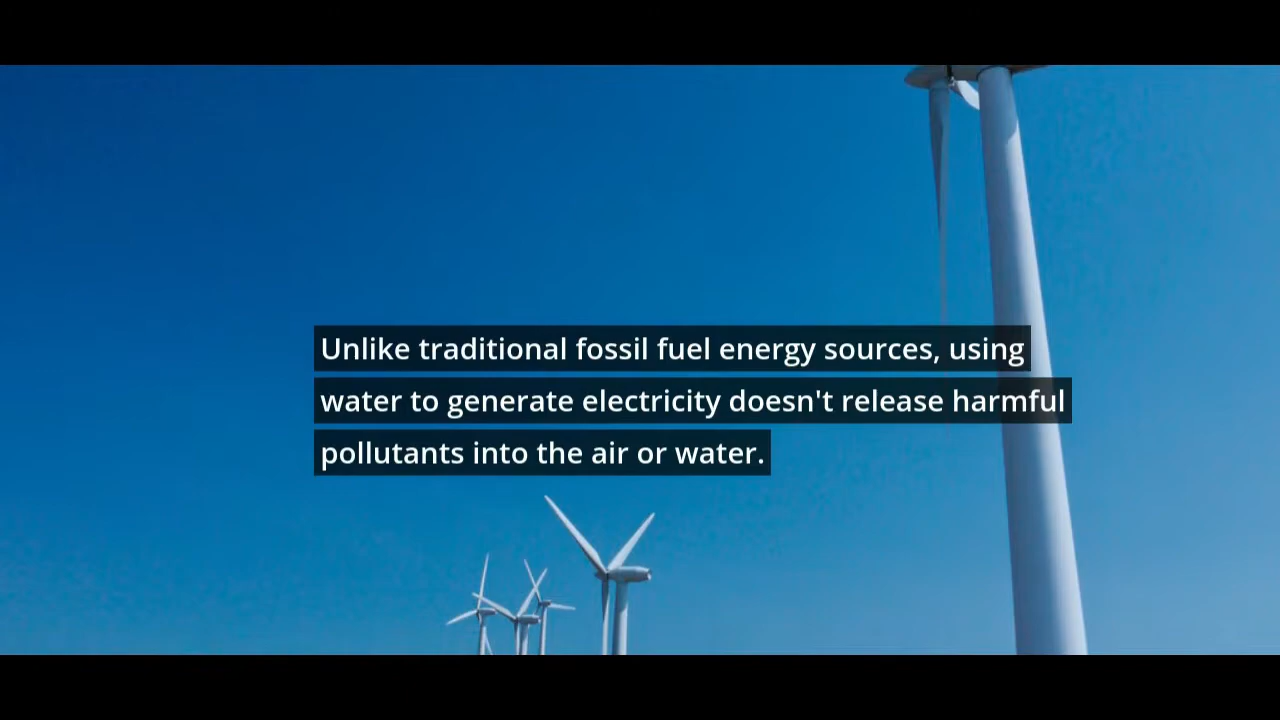 Unlike traditional fossil fuel energy sources, using
water to generate electricity doesn't release harmful
pollutants into the air or water.